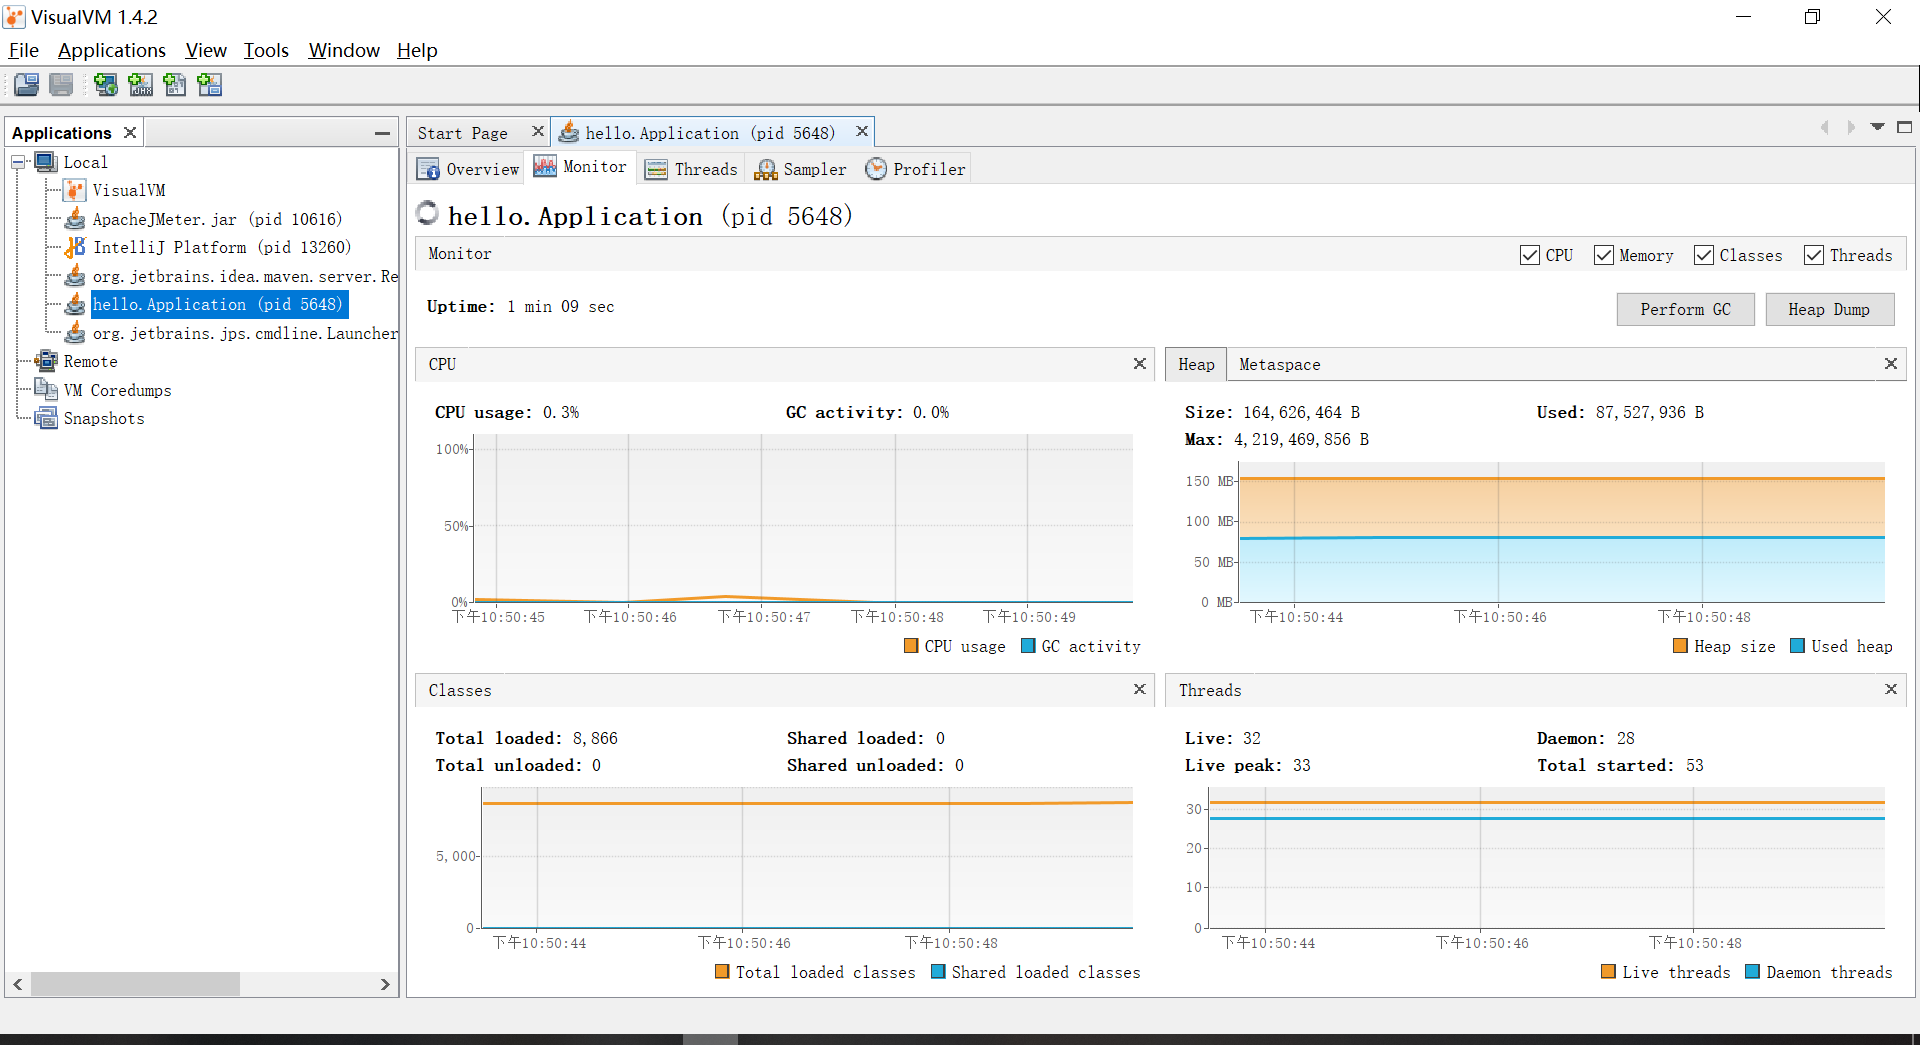 VisualVM 1.4.2
File Applications View Tools Window Help
Applications
Local
VisualVM
ApacheJMeter.jar (pid 10616)
IntelliJ Platform (pid 13260)
org.jetbrains.idea.maven.server.Re
hello.Application (pid 5648)
org.jetbrains.jps.cmdline.Launcher
Remote
VM Coredumps
Snapshots
Start Page hello.Application (pid 5648)
Overview Monitor Threads Sampler Profiler
hello.Application (pid 5648)
Monitor CPU Memory Classes Threads
Uptime: 1 min 09 sec Perform GC Heap Dump
CPU
CPU usage: 0.3% GC activity: 0.0%
100%
50%
0%
下午10:50:45 下午10:50:46 下午10:50:47 下午10:50:48 下午10:50:49
CPU usage GC activity
Heap Metaspace
Size: 164,626,464 B Used: 87,527,936 B
Max: 4,219,469,856 B
150 MB
100 MB
50 MB
0 MB
下午10:50:44 下午10:50:46 下午10:50:48
Heap size Used heap
Classes
Total loaded: 8,866 Shared loaded: 0
Total unloaded: 0 Shared unloaded: 0
5,000
0
下午10:50:44 下午10:50:46 下午10:50:48
Total loaded classes Shared loaded classes
Threads
Live: 32 Daemon: 28
Live peak: 33 Total started: 53
30
20
10
0
下午10:50:44 下午10:50:46 下午10:50:48
Live threads Daemon threads